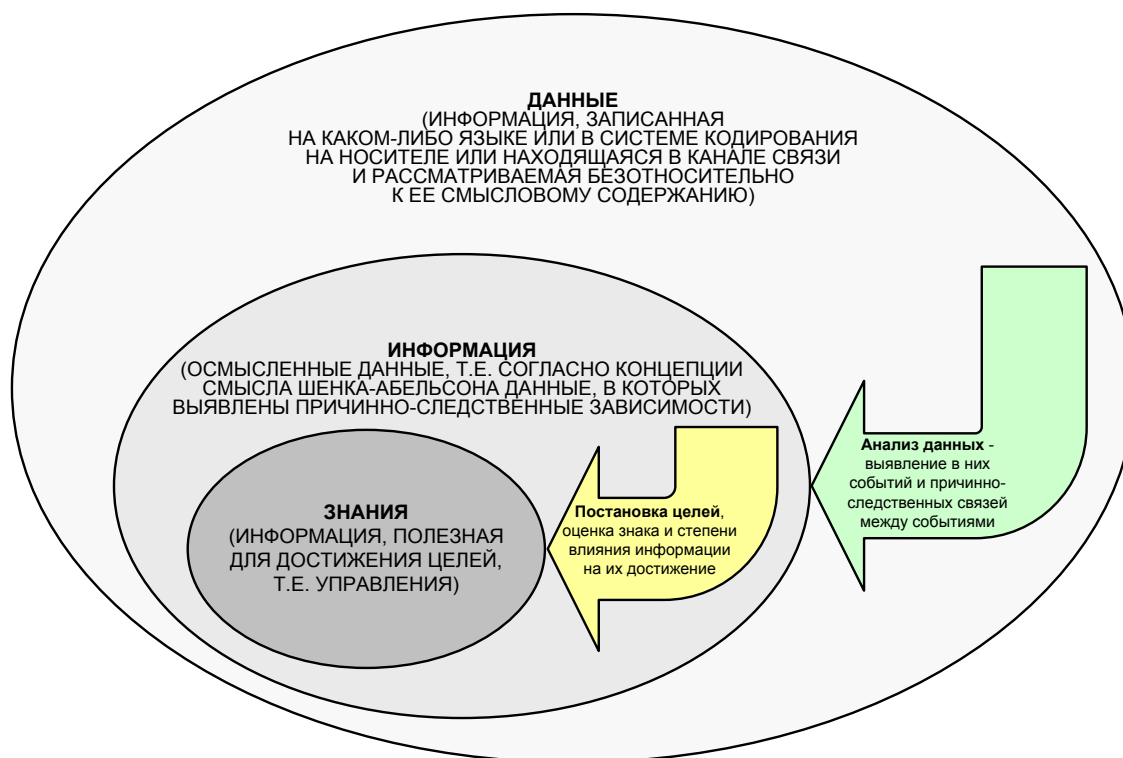 ДАННЫЕ
(ИНФОРМАЦИЯ, ЗАПИСАННАЯ
НА КАКОМ-ЛИБО ЯЗЫКЕ ИЛИ В СИСТЕМЕ КОДИРОВАНИЯ
НА НОСИТЕЛЕ ИЛИ НАХОДЯЩАЯСЯ В КАНАЛЕ СВЯЗИ
И РАССМАТРИВАЕМАЯ БЕЗОТНОСИТЕЛЬНО
К ЕЕ СМЫСЛОВОМУ СОДЕРЖАНИЮ)
ИНФОРМАЦИЯ
(ОСМЫСЛЕННЫЕ ДАННЫЕ, Т.Е. СОГЛАСНО КОНЦЕПЦИИ
СМЫСЛА ШЕНКА-АБЕЛЬСОНА ДАННЫЕ, В КОТОРЫХ
ВЫЯВЛЕНЫ ПРИЧИННО-СЛЕДСТВЕННЫЕ ЗАВИСИМОСТИ)
Анализ данных -
выявление в них
событий и причинно-
следственных связей
между событиями
ЗНАНИЯ
(ИНФОРМАЦИЯ, ПОЛЕЗНАЯ
ДЛЯ ДОСТИЖЕНИЯ ЦЕЛЕЙ,
Т.Е. УПРАВЛЕНИЯ)
Постановка целей,
оценка знака и степени
влияния информации
на их достижение